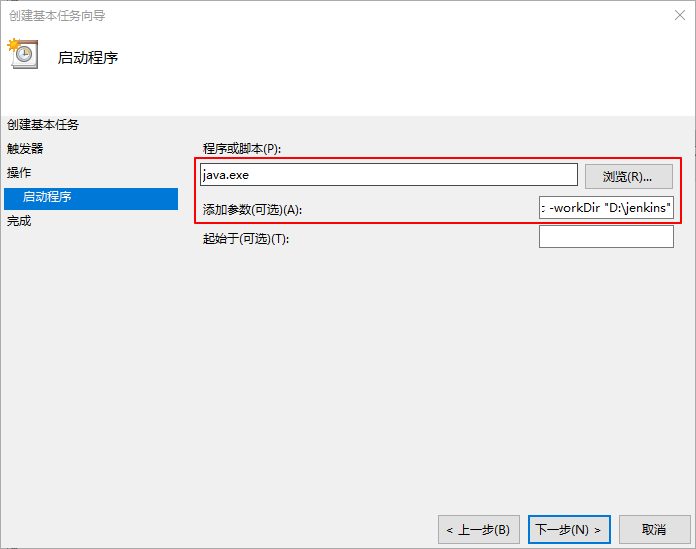 创建基本任务向导
启动程序
创建基本任务
触发器
操作
启动程序
完成
程序或脚本(P):
java.exe
浏览(R)...
添加参数(可选)(A):
-workDir "D:\jenkins"
起始于(可选)(T):
< 上一步(B)
下一步(N) >
取消